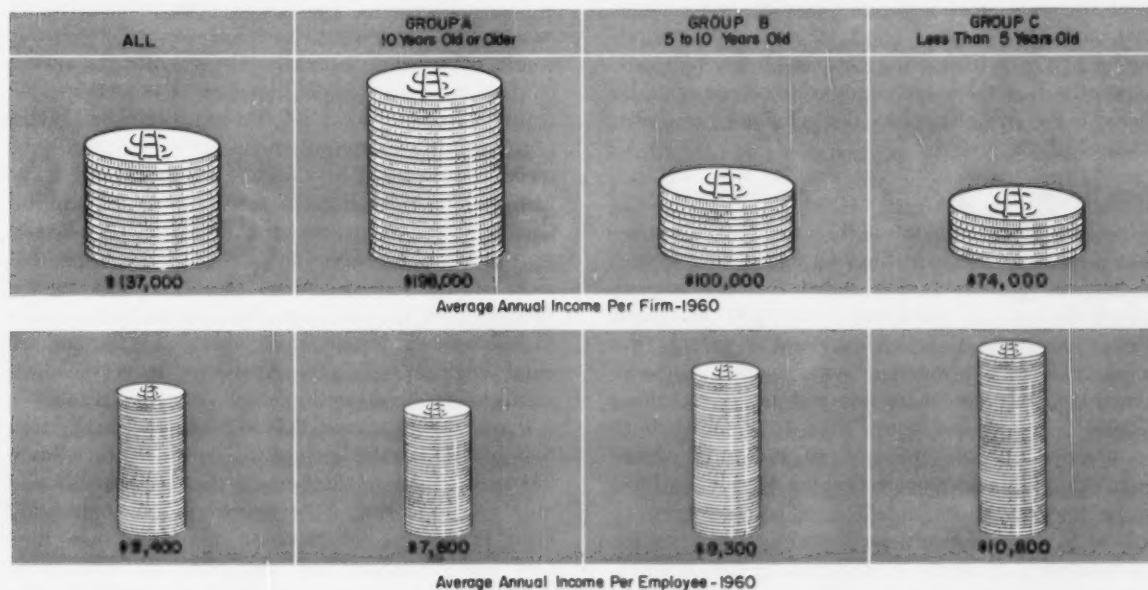 ALL
GROUP A
10 Years Old or Older
GROUP B
5 to 10 Years Old
GROUP C
Less Than 5 Years Old
$137,000
$100,000
$74,000
Average Annual Income Per Firm-1960
$9,300
Average Annual Income Per Employee-1960